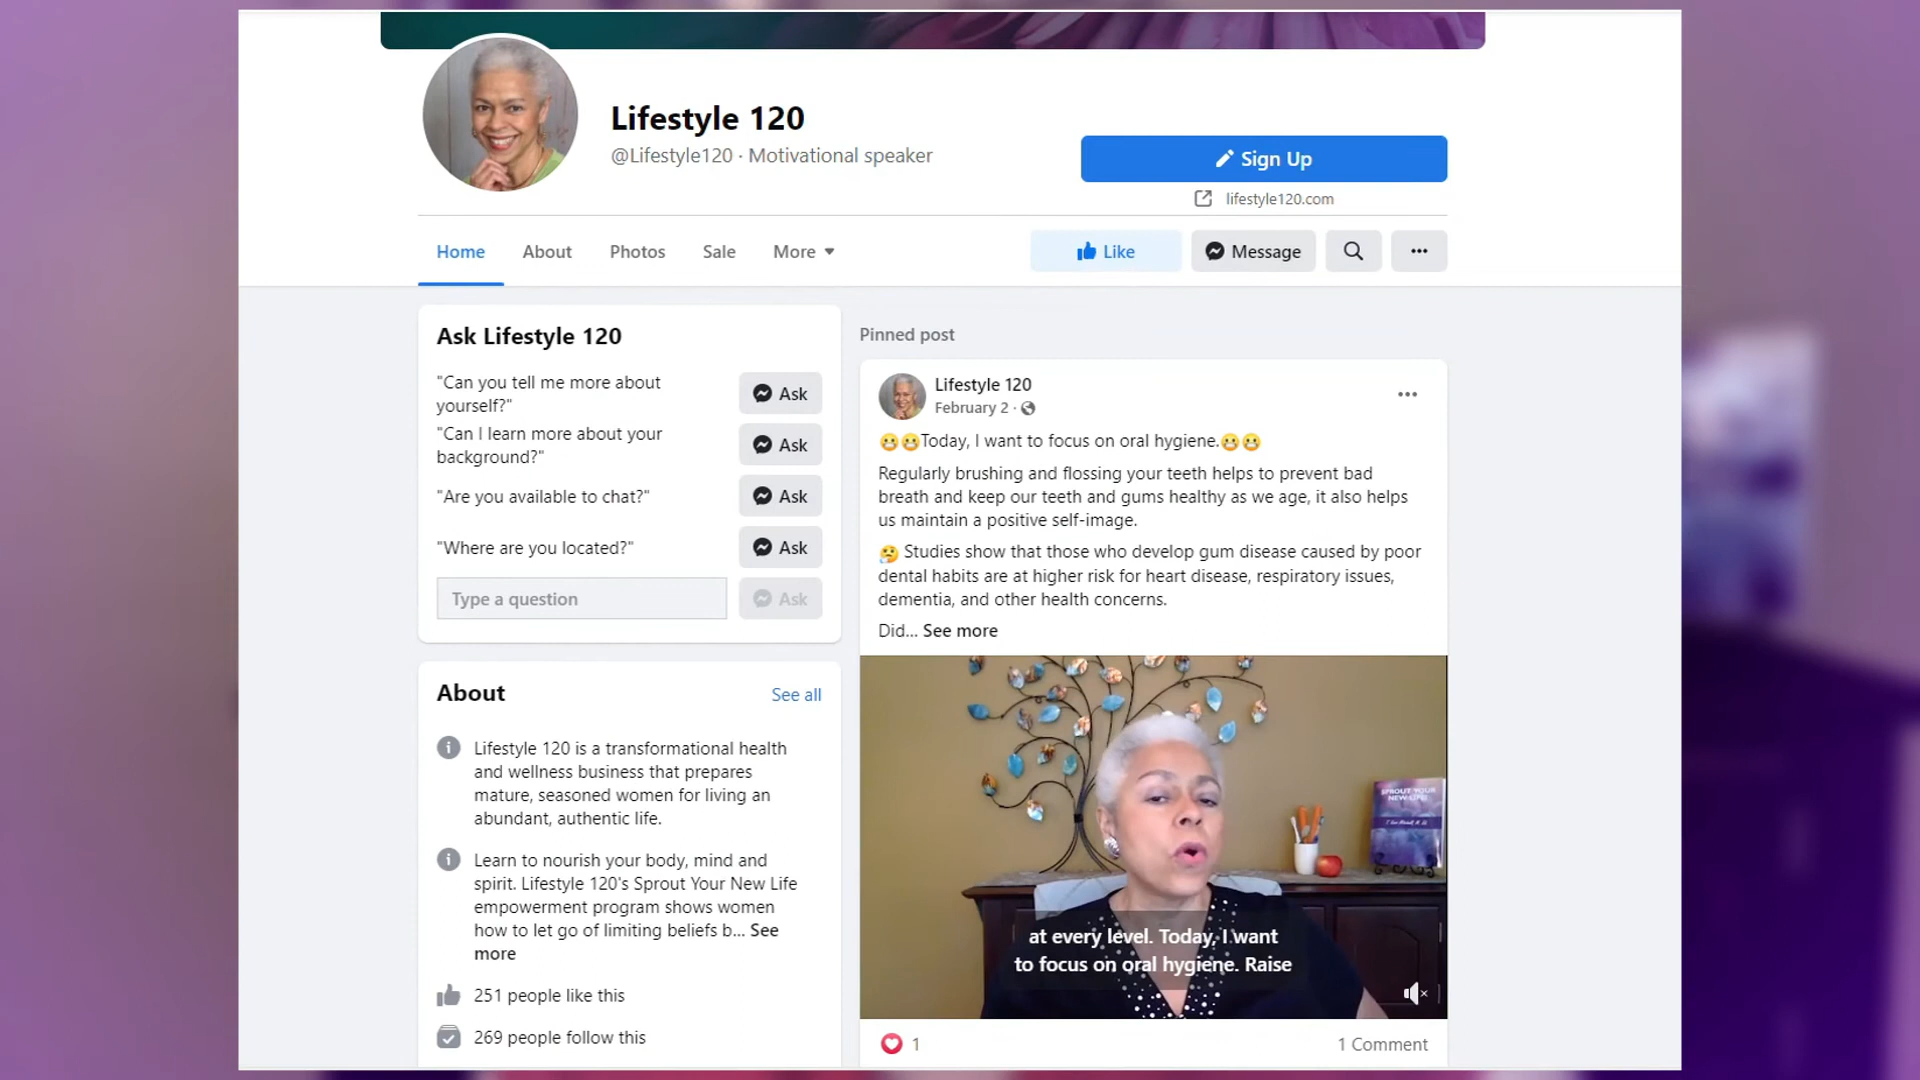 Lifestyle 120
@Lifestyle120 · Motivational speaker
Sign Up
lifestyle120.com
Home
About
Photos
Sale
More
Like
Message
Ask Lifestyle 120
"Can you tell me more about
yourself?"
Ask
"Can I learn more about your
background?"
Ask
"Are you available to chat?"
Ask
"Where are you located?"
Ask
Type a question
Ask
About
See all
Lifestyle 120 is a transformational health
and wellness business that prepares
mature, seasoned women for living an
abundant, authentic life.
Learn to nourish your body, mind and
spirit. Lifestyle 120's Sprout Your New Life
empowerment program shows women
how to let go of limiting beliefs b... See
more
251 people like this
269 people follow this
Pinned post
Lifestyle 120
February 2 ·
😬😬Today, I want to focus on oral hygiene.😬😬
Regularly brushing and flossing your teeth helps to prevent bad
breath and keep our teeth and gums healthy as we age, it also helps
us maintain a positive self-image.
🤔 Studies show that those who develop gum disease caused by poor
dental habits are at higher risk for heart disease, respiratory issues,
dementia, and other health concerns.
Did... See more
SPROUT YOUR
NEW LIFE!
at every level. Today, I want
to focus on oral hygiene. Raise
1
1 Comment